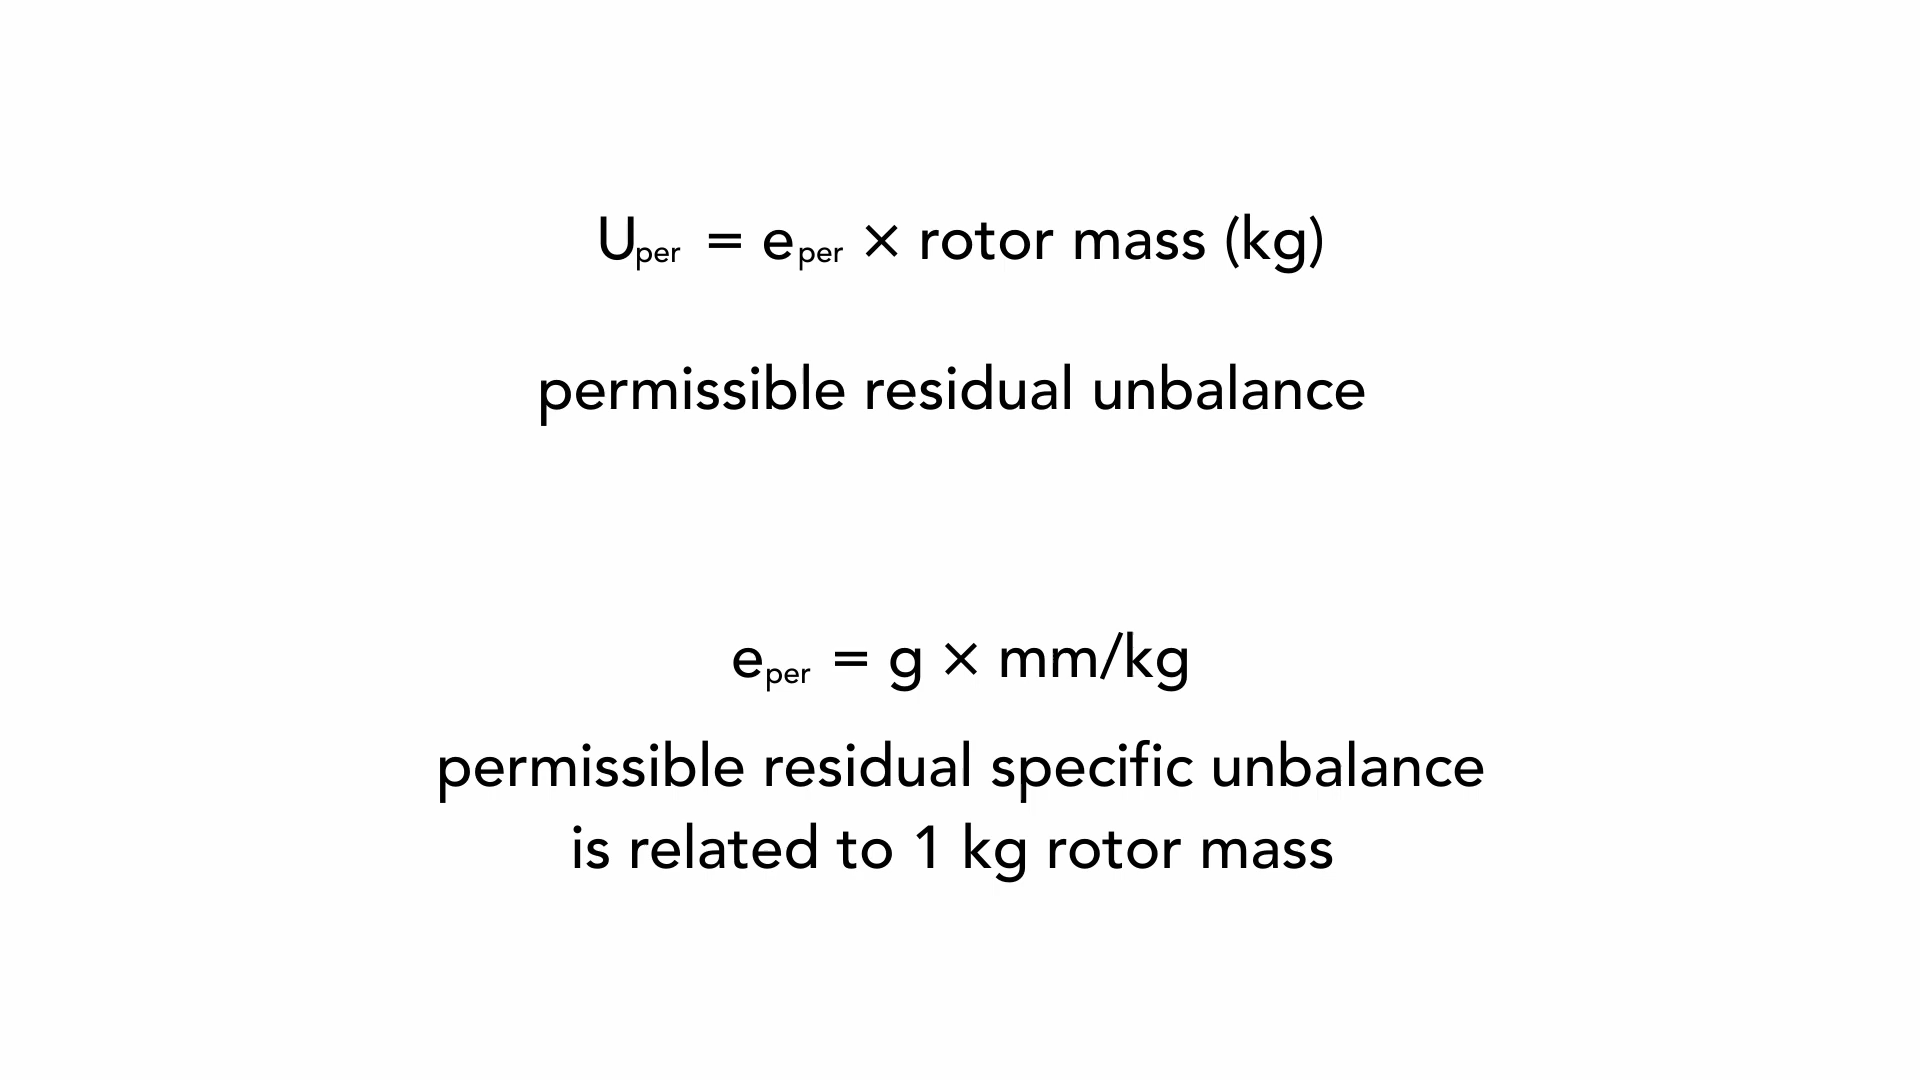 Uper = eper × rotor mass (kg)
permissible residual unbalance
eper = g × mm/kg
permissible residual specific unbalance
is related to 1 kg rotor mass